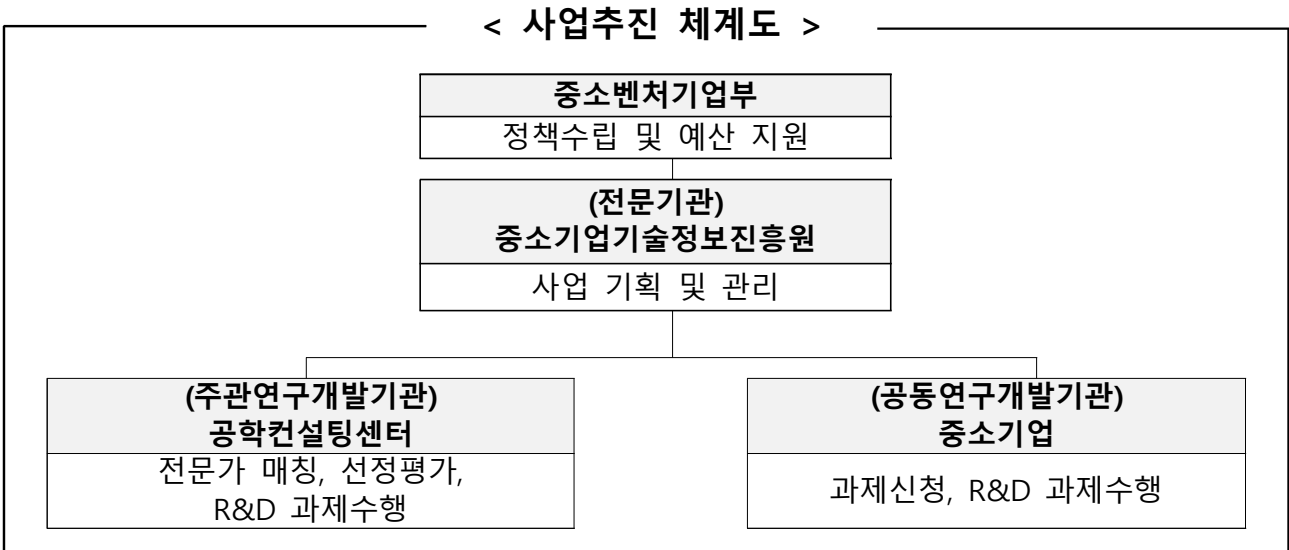 < 사업추진 체계도 >
중소벤처기업부
정책수립 및 예산 지원
(전문기관)
중소기업기술정보진흥원
사업 기획 및 관리
(주관연구개발기관)
공학컨설팅센터
전문가 매칭, 선정평가,
R&D 과제수행
(공동연구개발기관)
중소기업
과제신청, R&D 과제수행